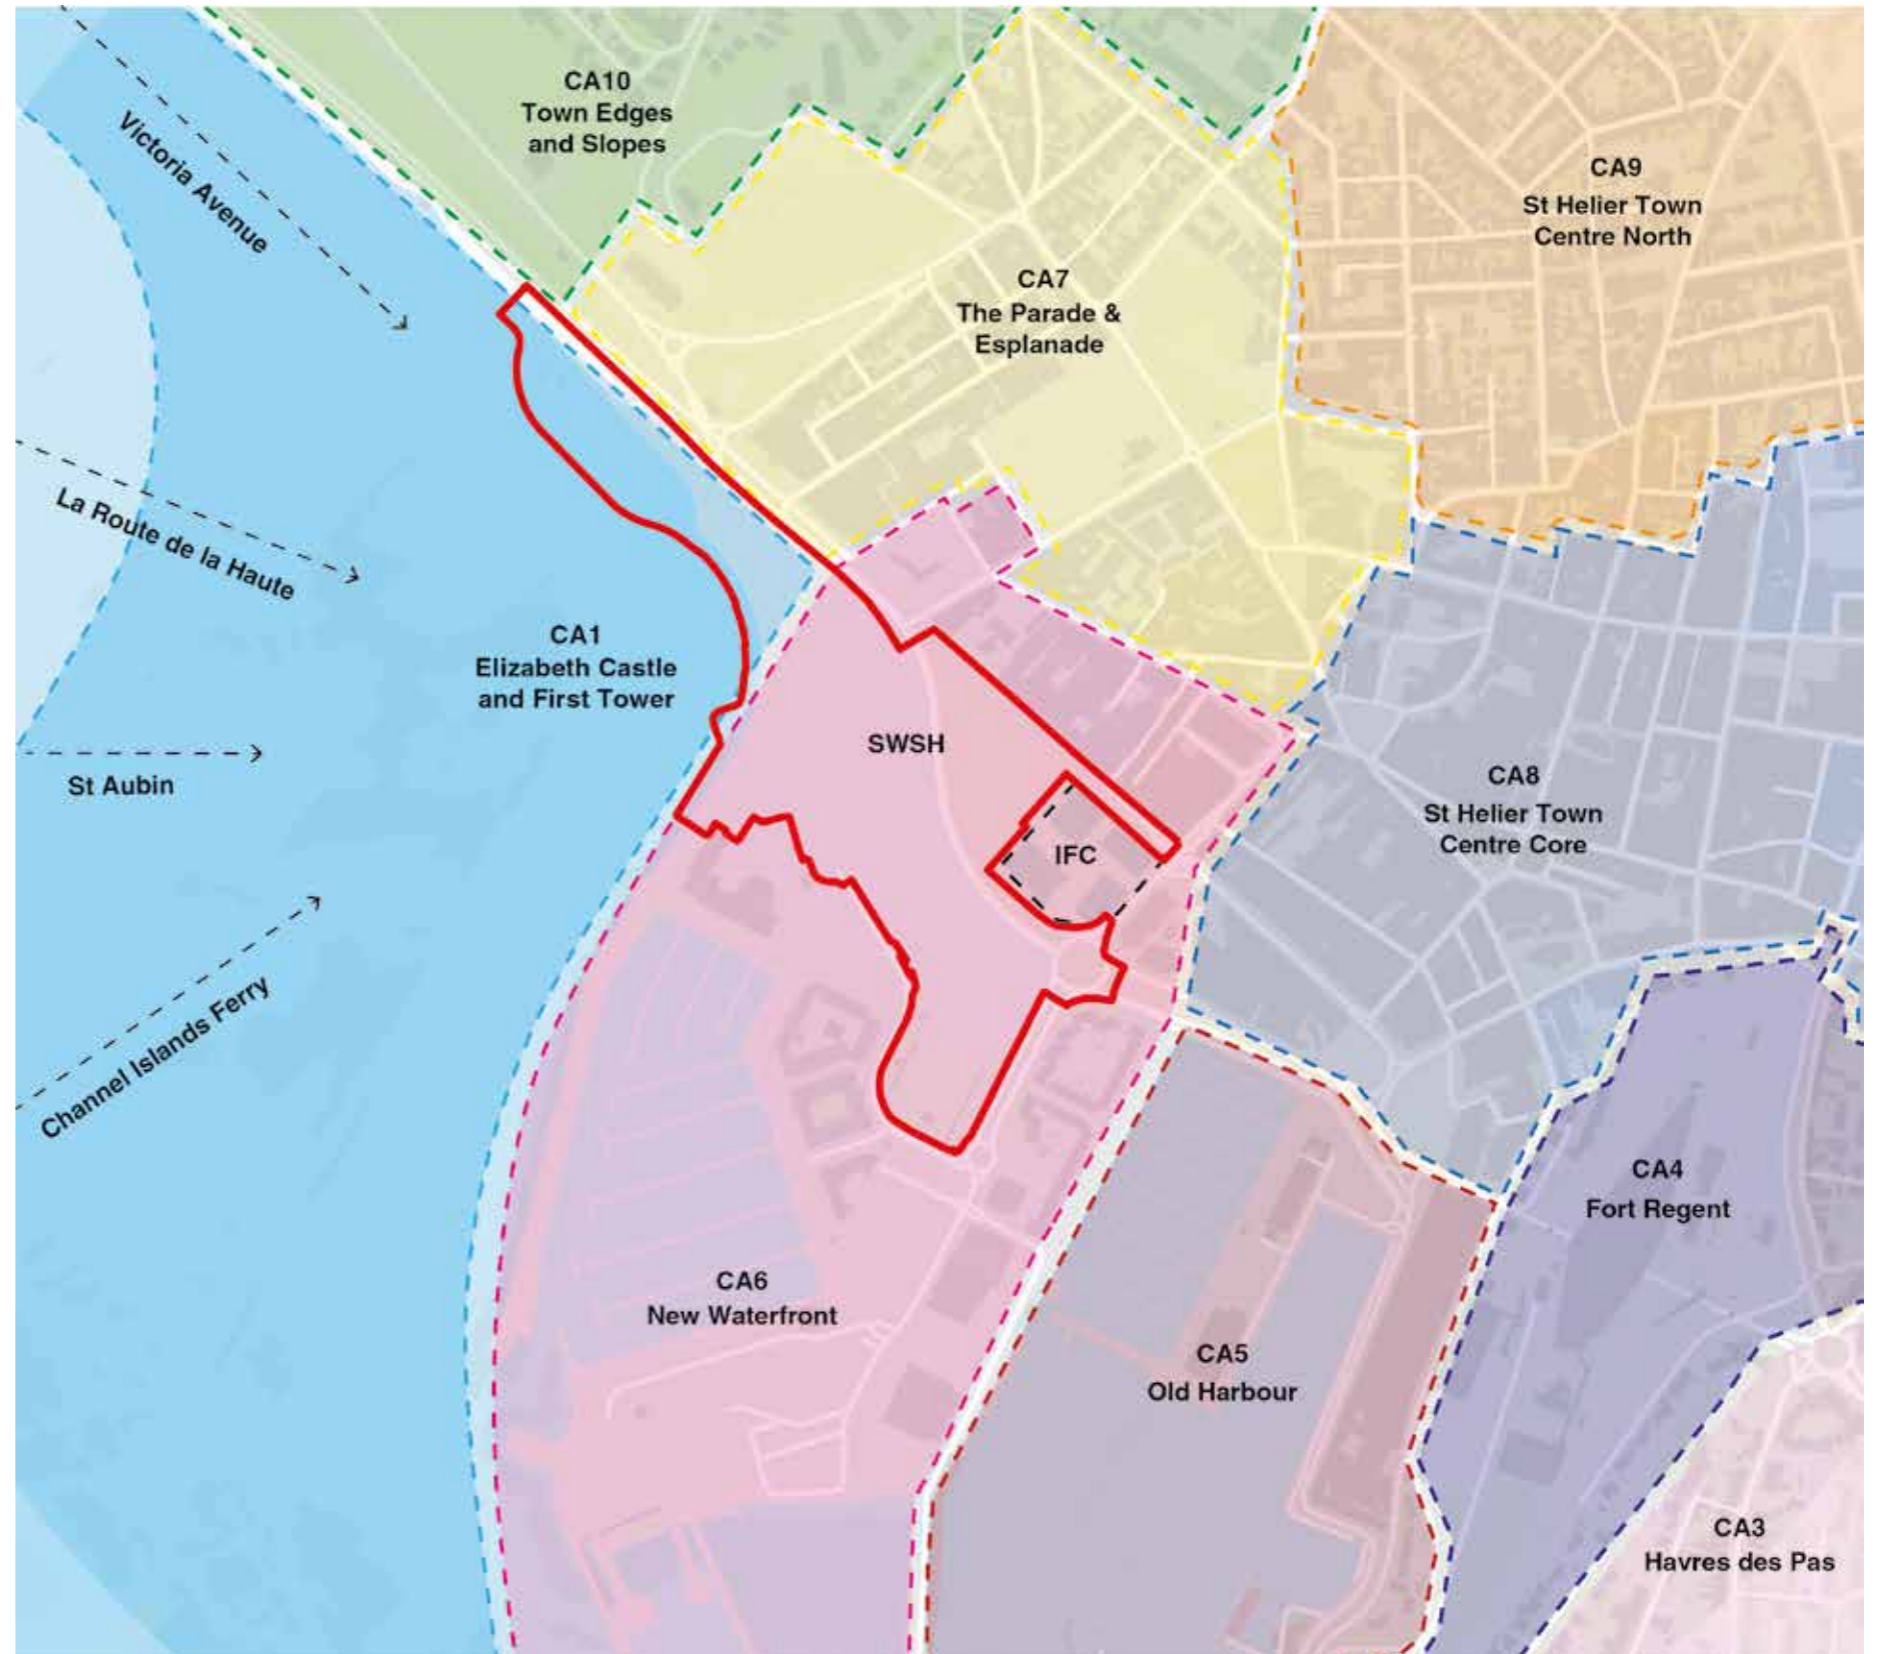 CA10
Town Edges
and Slopes
Victoria Avenue
CA9
St Helier Town
Centre North
CA7
The Parade &
Esplanade
La Route de la Haute
CA1
Elizabeth Castle
and First Tower
SWSH
St Aubin
IFC
CA8
St Helier Town
Centre Core
Channel Islands Ferry
CA4
Fort Regent
CA6
New Waterfront
CA5
Old Harbour
CA3
Havres des Pas